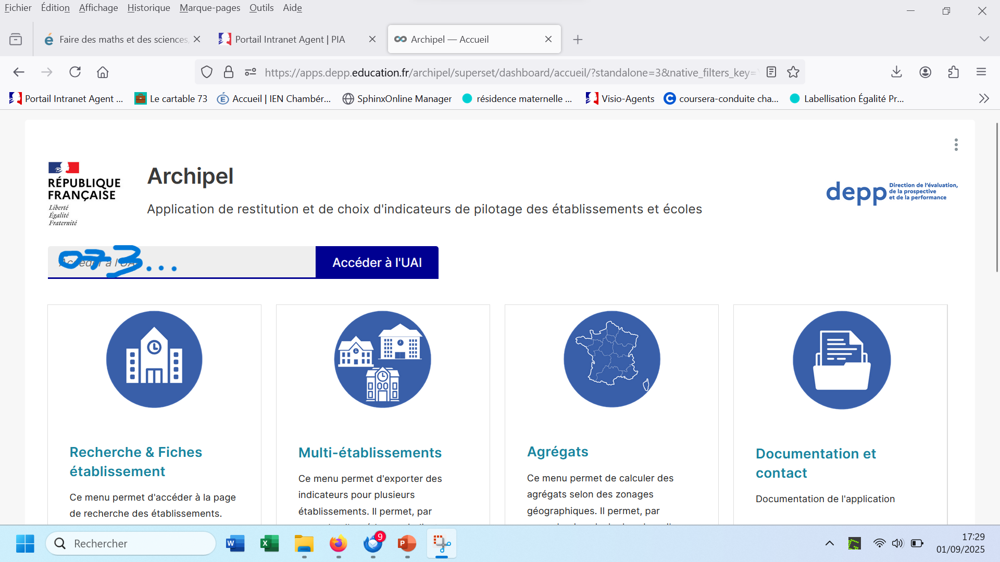 Fichier Édition Affichage Historique Marque-pages Outils Aide
Faire des maths et des sciences, Portail Intranet Agent | PIA Archipel — Accueil
https://apps.depp.education.fr/archipel/superset/dashboard/accueil/?standalone=3&native_filters_key=
Portail Intranet Agent ... Le cartable 73 Accueil | IEN Chambér... SphinxOnline Manager résidence maternelle ... Visio-Agents coursera-conduite cha... Labellisation Égalité Pr...
RÉPUBLIQUE
FRANÇAISE
Liberté
Égalité
Fraternité
Archipel
Application de restitution et de choix d'indicateurs de pilotage des établissements et écoles
depp Direction de l'évaluation,
de la prospective
et de la performance
Accéder à l'UAI
073...
Accéder à l'UAI
Recherche & Fiches
établissement
Ce menu permet d'accéder à la page
de recherche des établissements.
Multi-établissements
Ce menu permet d'exporter des
indicateurs pour plusieurs
établissements. Il permet, par
Agrégats
Ce menu permet de calculer des
agrégats selon des zonages
géographiques. Il permet, par
Documentation et
contact
Documentation de l'application
Rechercher
9
17:29
01/09/2025